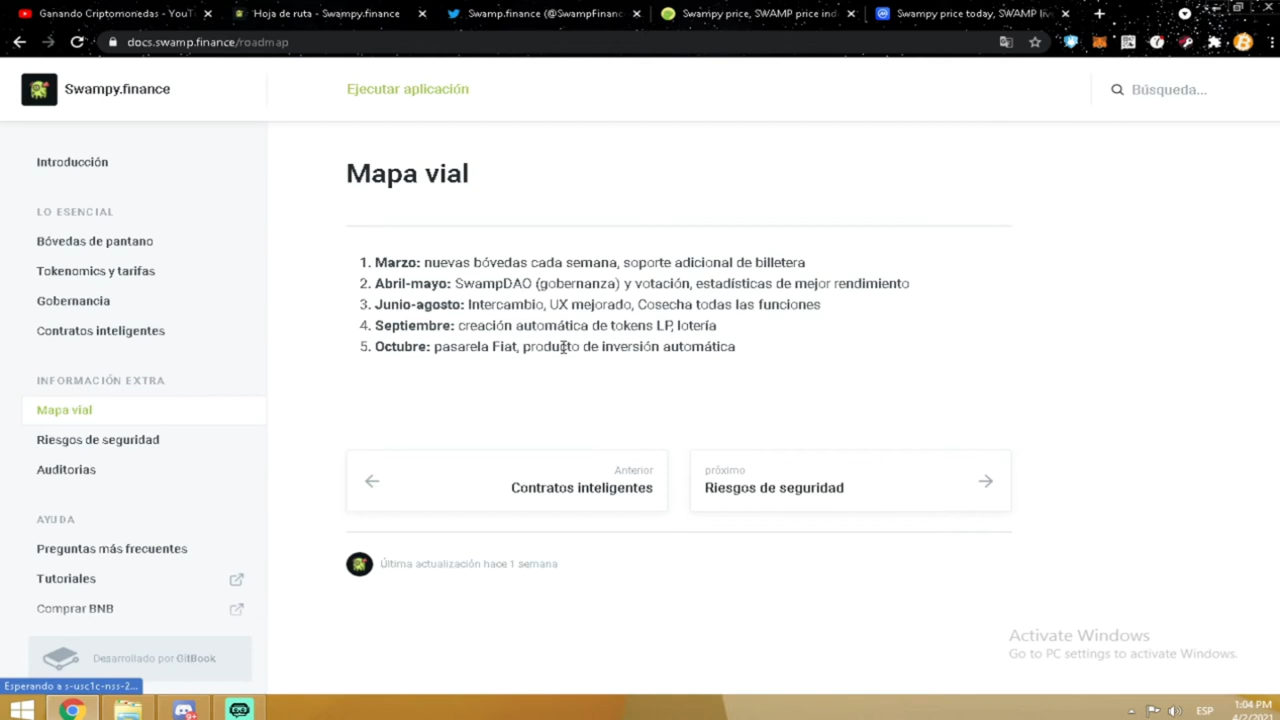 Ganando Criptomonedas - YouT
Hoja de ruta - Swampy.finance
Swamp.finance (@SwampFinanc
Swampy price, SWAMP price ind
Swampy price today, SWAMP li
docs.swamp.finance/roadmap
Swampy.finance
Ejecutar aplicación
Búsqueda...
Introducción
LO ESENCIAL
Bóvedas de pantano
Tokenomics y tarifas
Gobernancia
Contratos inteligentes
INFORMACIÓN EXTRA
Mapa vial
Riesgos de seguridad
Auditorias
AYUDA
Preguntas más frecuentes
Tutoriales
Comprar BNB
Desarrollado por GitBook
Mapa vial
1. Marzo: nuevas bóvedas cada semana, soporte adicional de billetera
2. Abril-mayo: SwampDAO (gobernanza) y votación, estadísticas de mejor rendimiento
3. Junio-agosto: Intercambio, UX mejorado, Cosecha todas las funciones
4. Septiembre: creación automática de tokens LP, lotería
5. Octubre: pasarela Fiat, producto de inversión automática
Anterior
Contratos inteligentes
próximo
Riesgos de seguridad
Última actualización hace 1 semana
Activate Windows
Go to PC settings to activate Windows.
Esperando a s-usc1c-nss-2...
ESP
1:04 PM
4/2/2021